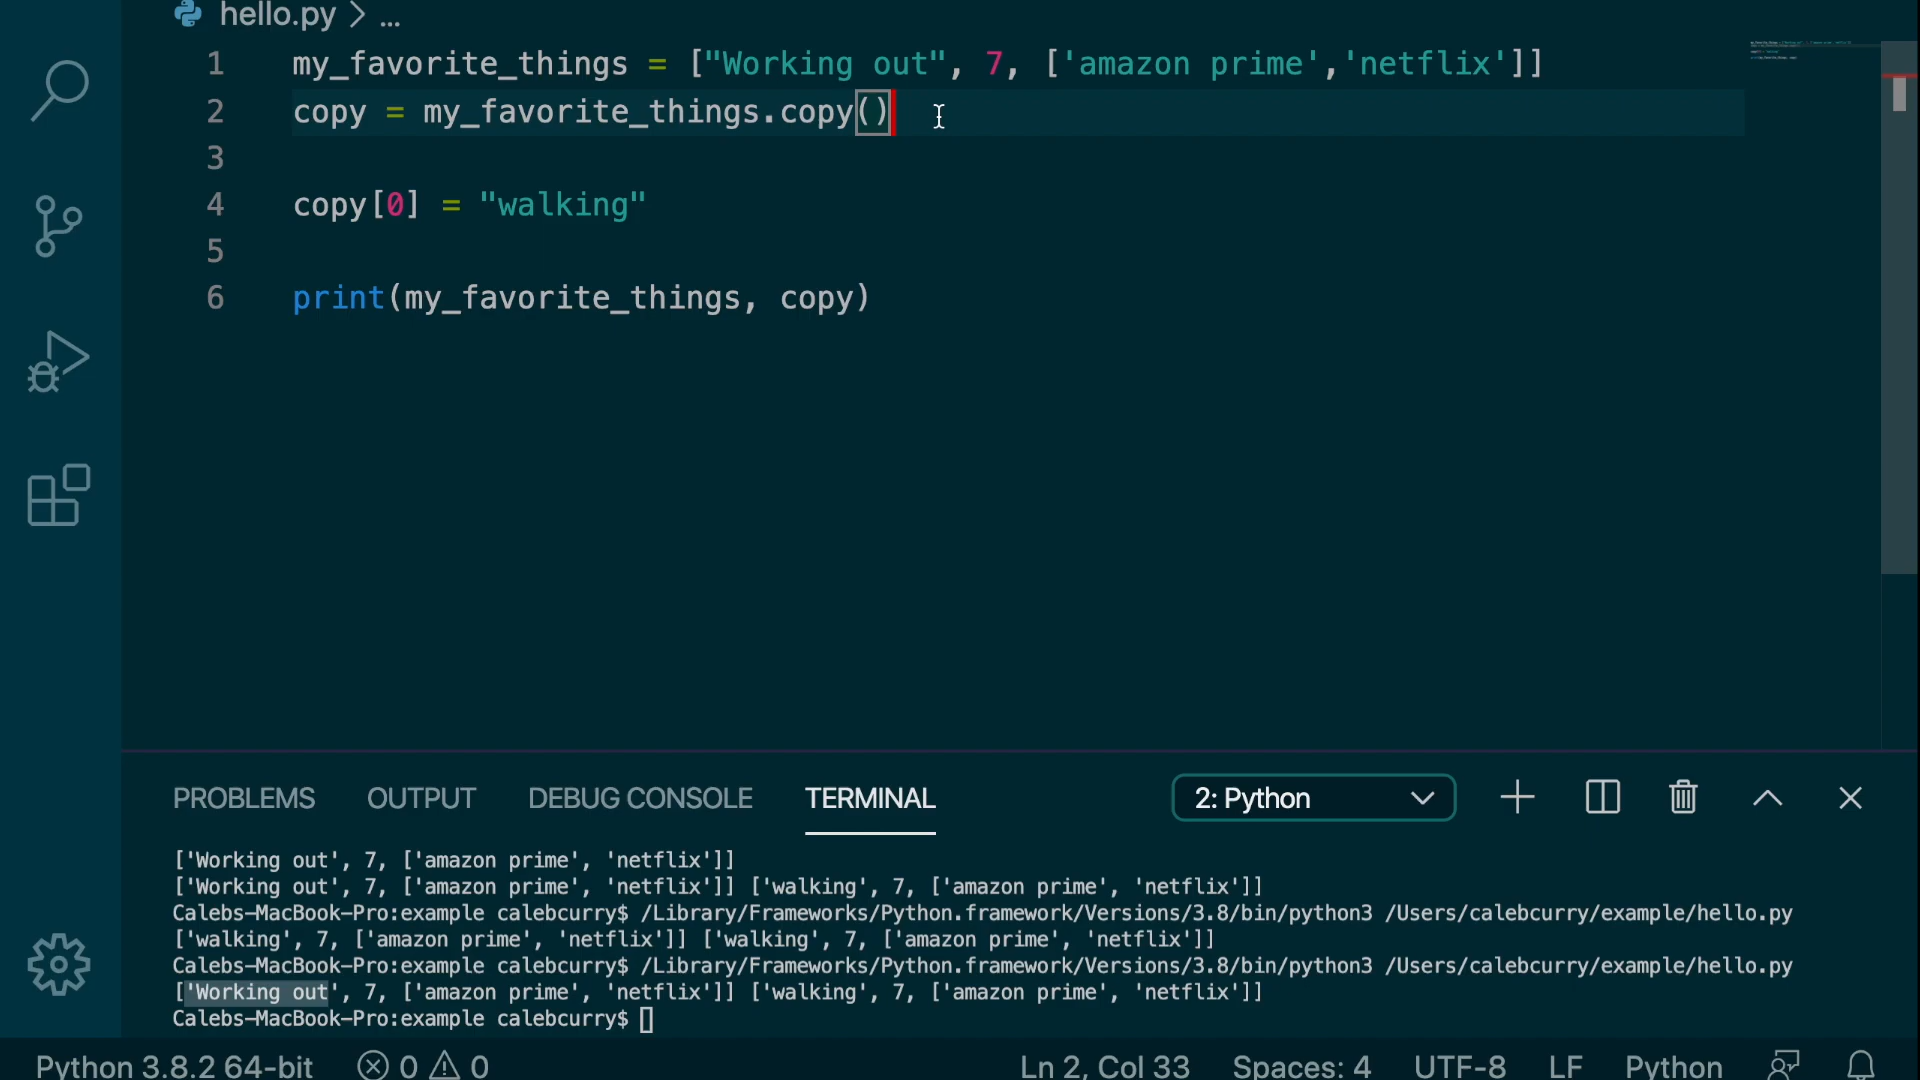 hello.py > ...
1 my_favorite_things = ["Working out", 7, ['amazon prime','netflix']]
2 copy = my_favorite_things.copy()
3
4 copy[0] = "walking"
5
6 print(my_favorite_things, copy)
PROBLEMS OUTPUT DEBUG CONSOLE TERMINAL 2: Python
['Working out', 7, ['amazon prime', 'netflix']]
['Working out', 7, ['amazon prime', 'netflix']] ['walking', 7, ['amazon prime', 'netflix']]
Calebs-MacBook-Pro:example calebcurry$ /Library/Frameworks/Python.framework/Versions/3.8/bin/python3 /Users/calebcurry/example/hello.py
['walking', 7, ['amazon prime', 'netflix']] ['walking', 7, ['amazon prime', 'netflix']]
Calebs-MacBook-Pro:example calebcurry$ /Library/Frameworks/Python.framework/Versions/3.8/bin/python3 /Users/calebcurry/example/hello.py
['Working out', 7, ['amazon prime', 'netflix']] ['walking', 7, ['amazon prime', 'netflix']]
Calebs-MacBook-Pro:example calebcurry$
Python 3.8.2 64-bit 0 0 Ln 2, Col 33 Spaces: 4 UTF-8 LF Python